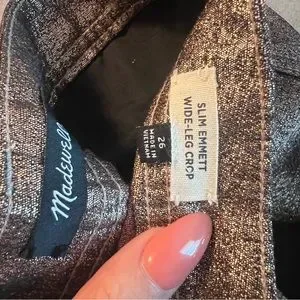 Madewell
26
MADE IN
VIETNAM
SLIM EMMETT
WIDE-LEG CROP